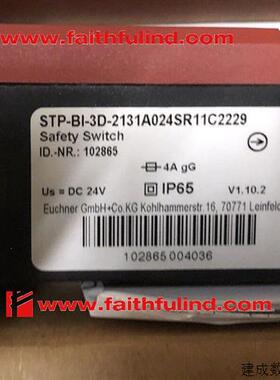 www.faithfulind.com
STP-BI-3D-2131A024SR11C2229
Safety Switch
ID.-NR.: 102865
4A gG
Us = DC 24V
IP65
V1.10.2
Euchner GmbH+Co.KG Kohlhammerstr.16, 70771 Leinfeld
102865 004036
www.faithfulind.com
建成数